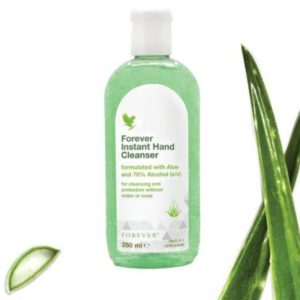 Forever
Instant Hand
Cleanser
formulated with Aloe
and 70% Alcohol (v/v)
for cleansing and
protection without
water or soap
FOREVER
250 ml ℮